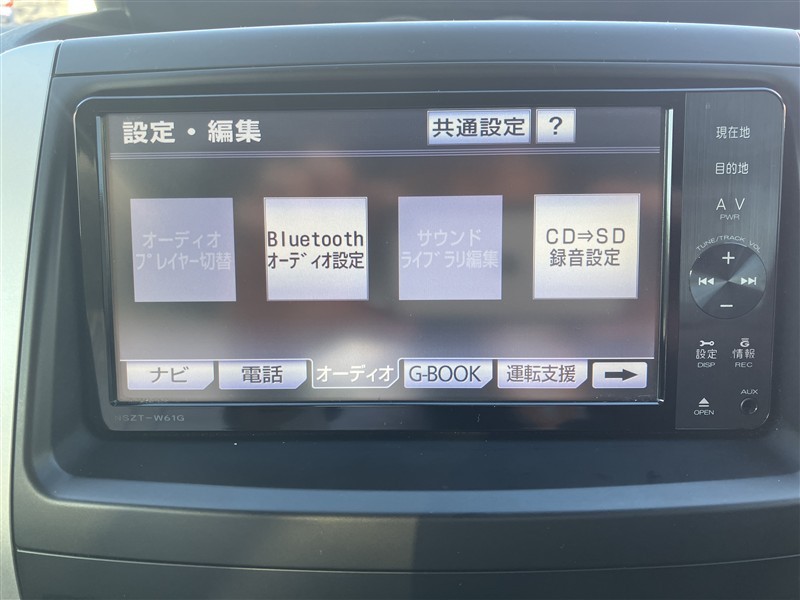 設定・編集
共通設定
?
オーディオ
プレイヤー切替
Bluetooth
オーディオ設定
サウンド
ライブラリ編集
CD⇒SD
録音設定
ナビ
電話
オーディオ
G-BOOK
運転支援
NSZT-W61G
現在地
目的地
AV
PWR
TUNE/TRACK VOL
設定
DISP
情報
REC
OPEN
AUX